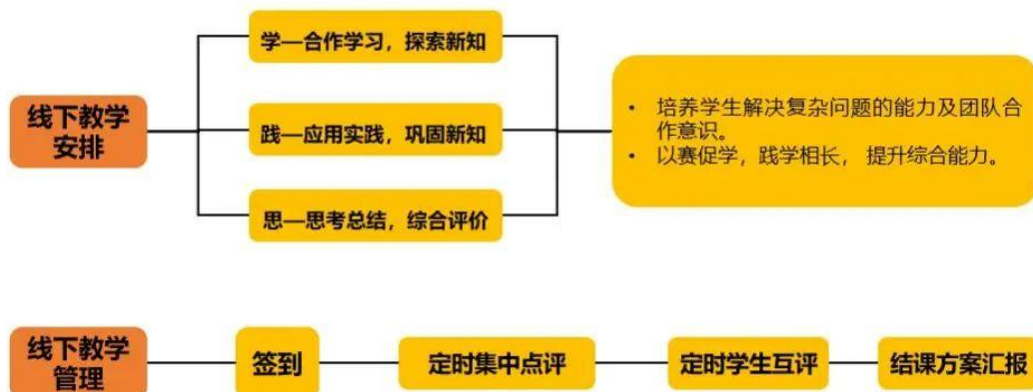 学—合作学习，探索新知
线下教学
安排
践—应用实践，巩固新知
思—思考总结，综合评价
• 培养学生解决复杂问题的能力及团队合
作意识。
• 以赛促学，践学相长， 提升综合能力。
线下教学
管理
签到
定时集中点评
定时学生互评
结课方案汇报